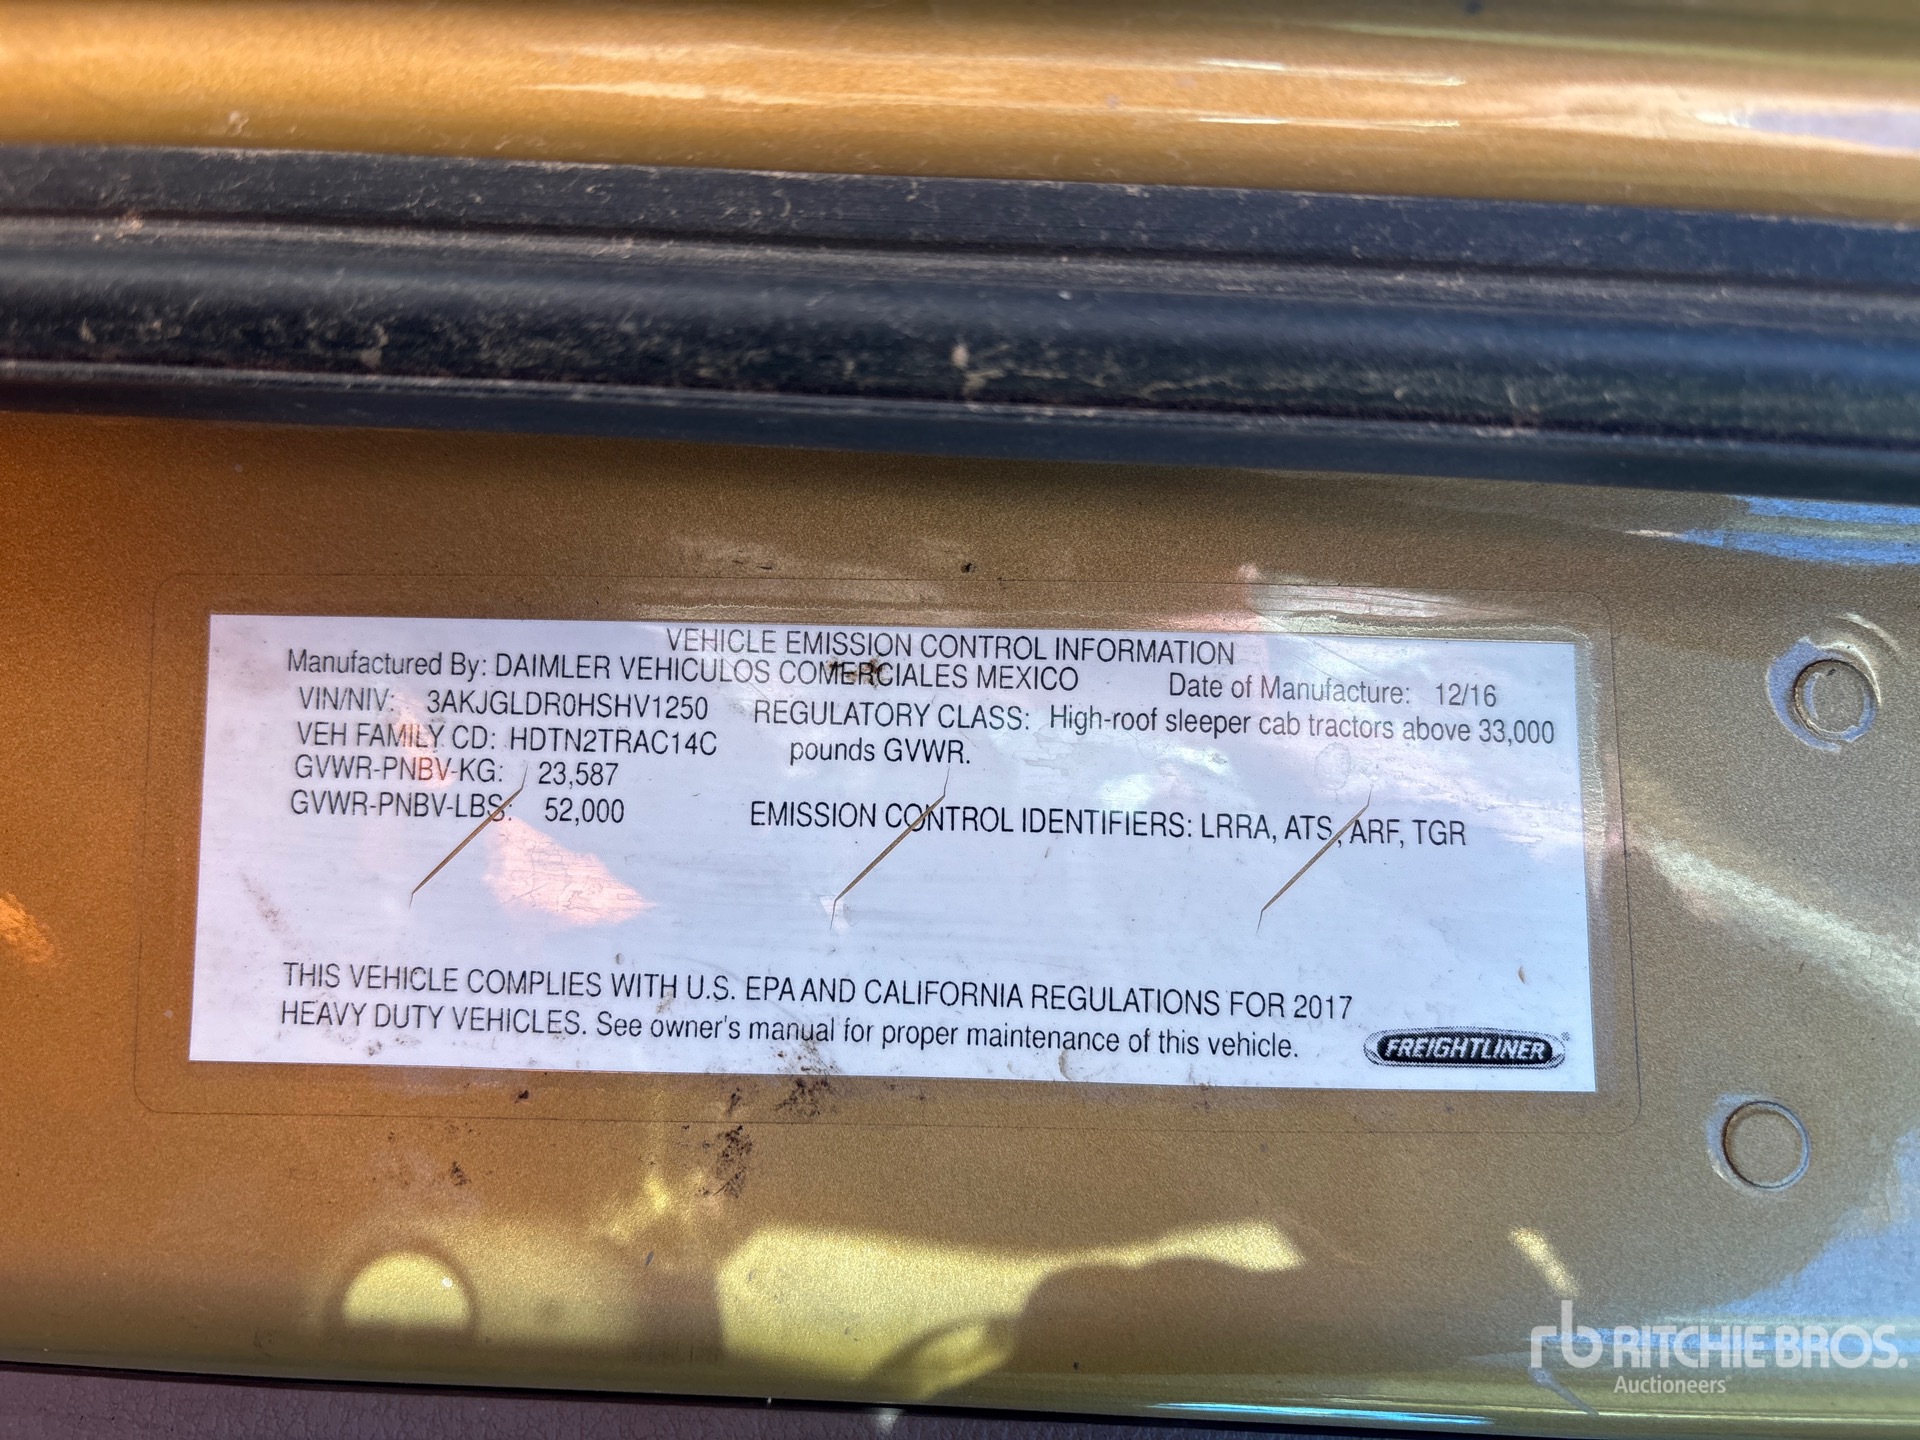 VEHICLE EMISSION CONTROL INFORMATION
Manufactured By: DAIMLER VEHICULOS COMERCIALES MEXICO
Date of Manufacture: 12/16
VIN/NIV: 3AKJGLDR0HSHV1250
VEH FAMILY CD: HDTN2TRAC14C
GVWR-PNBV-KG: 23,587
GVWR-PNBV-LBS: 52,000
REGULATORY CLASS: High-roof sleeper cab tractors above 33,000
pounds GVWR.
EMISSION CONTROL IDENTIFIERS: LRRA, ATS, ARF, TGR
THIS VEHICLE COMPLIES WITH U.S. EPA AND CALIFORNIA REGULATIONS FOR 2017
HEAVY DUTY VEHICLES. See owner's manual for proper maintenance of this vehicle.
FREIGHTLINER
rb RITCHIE BROS.
Auctioneers